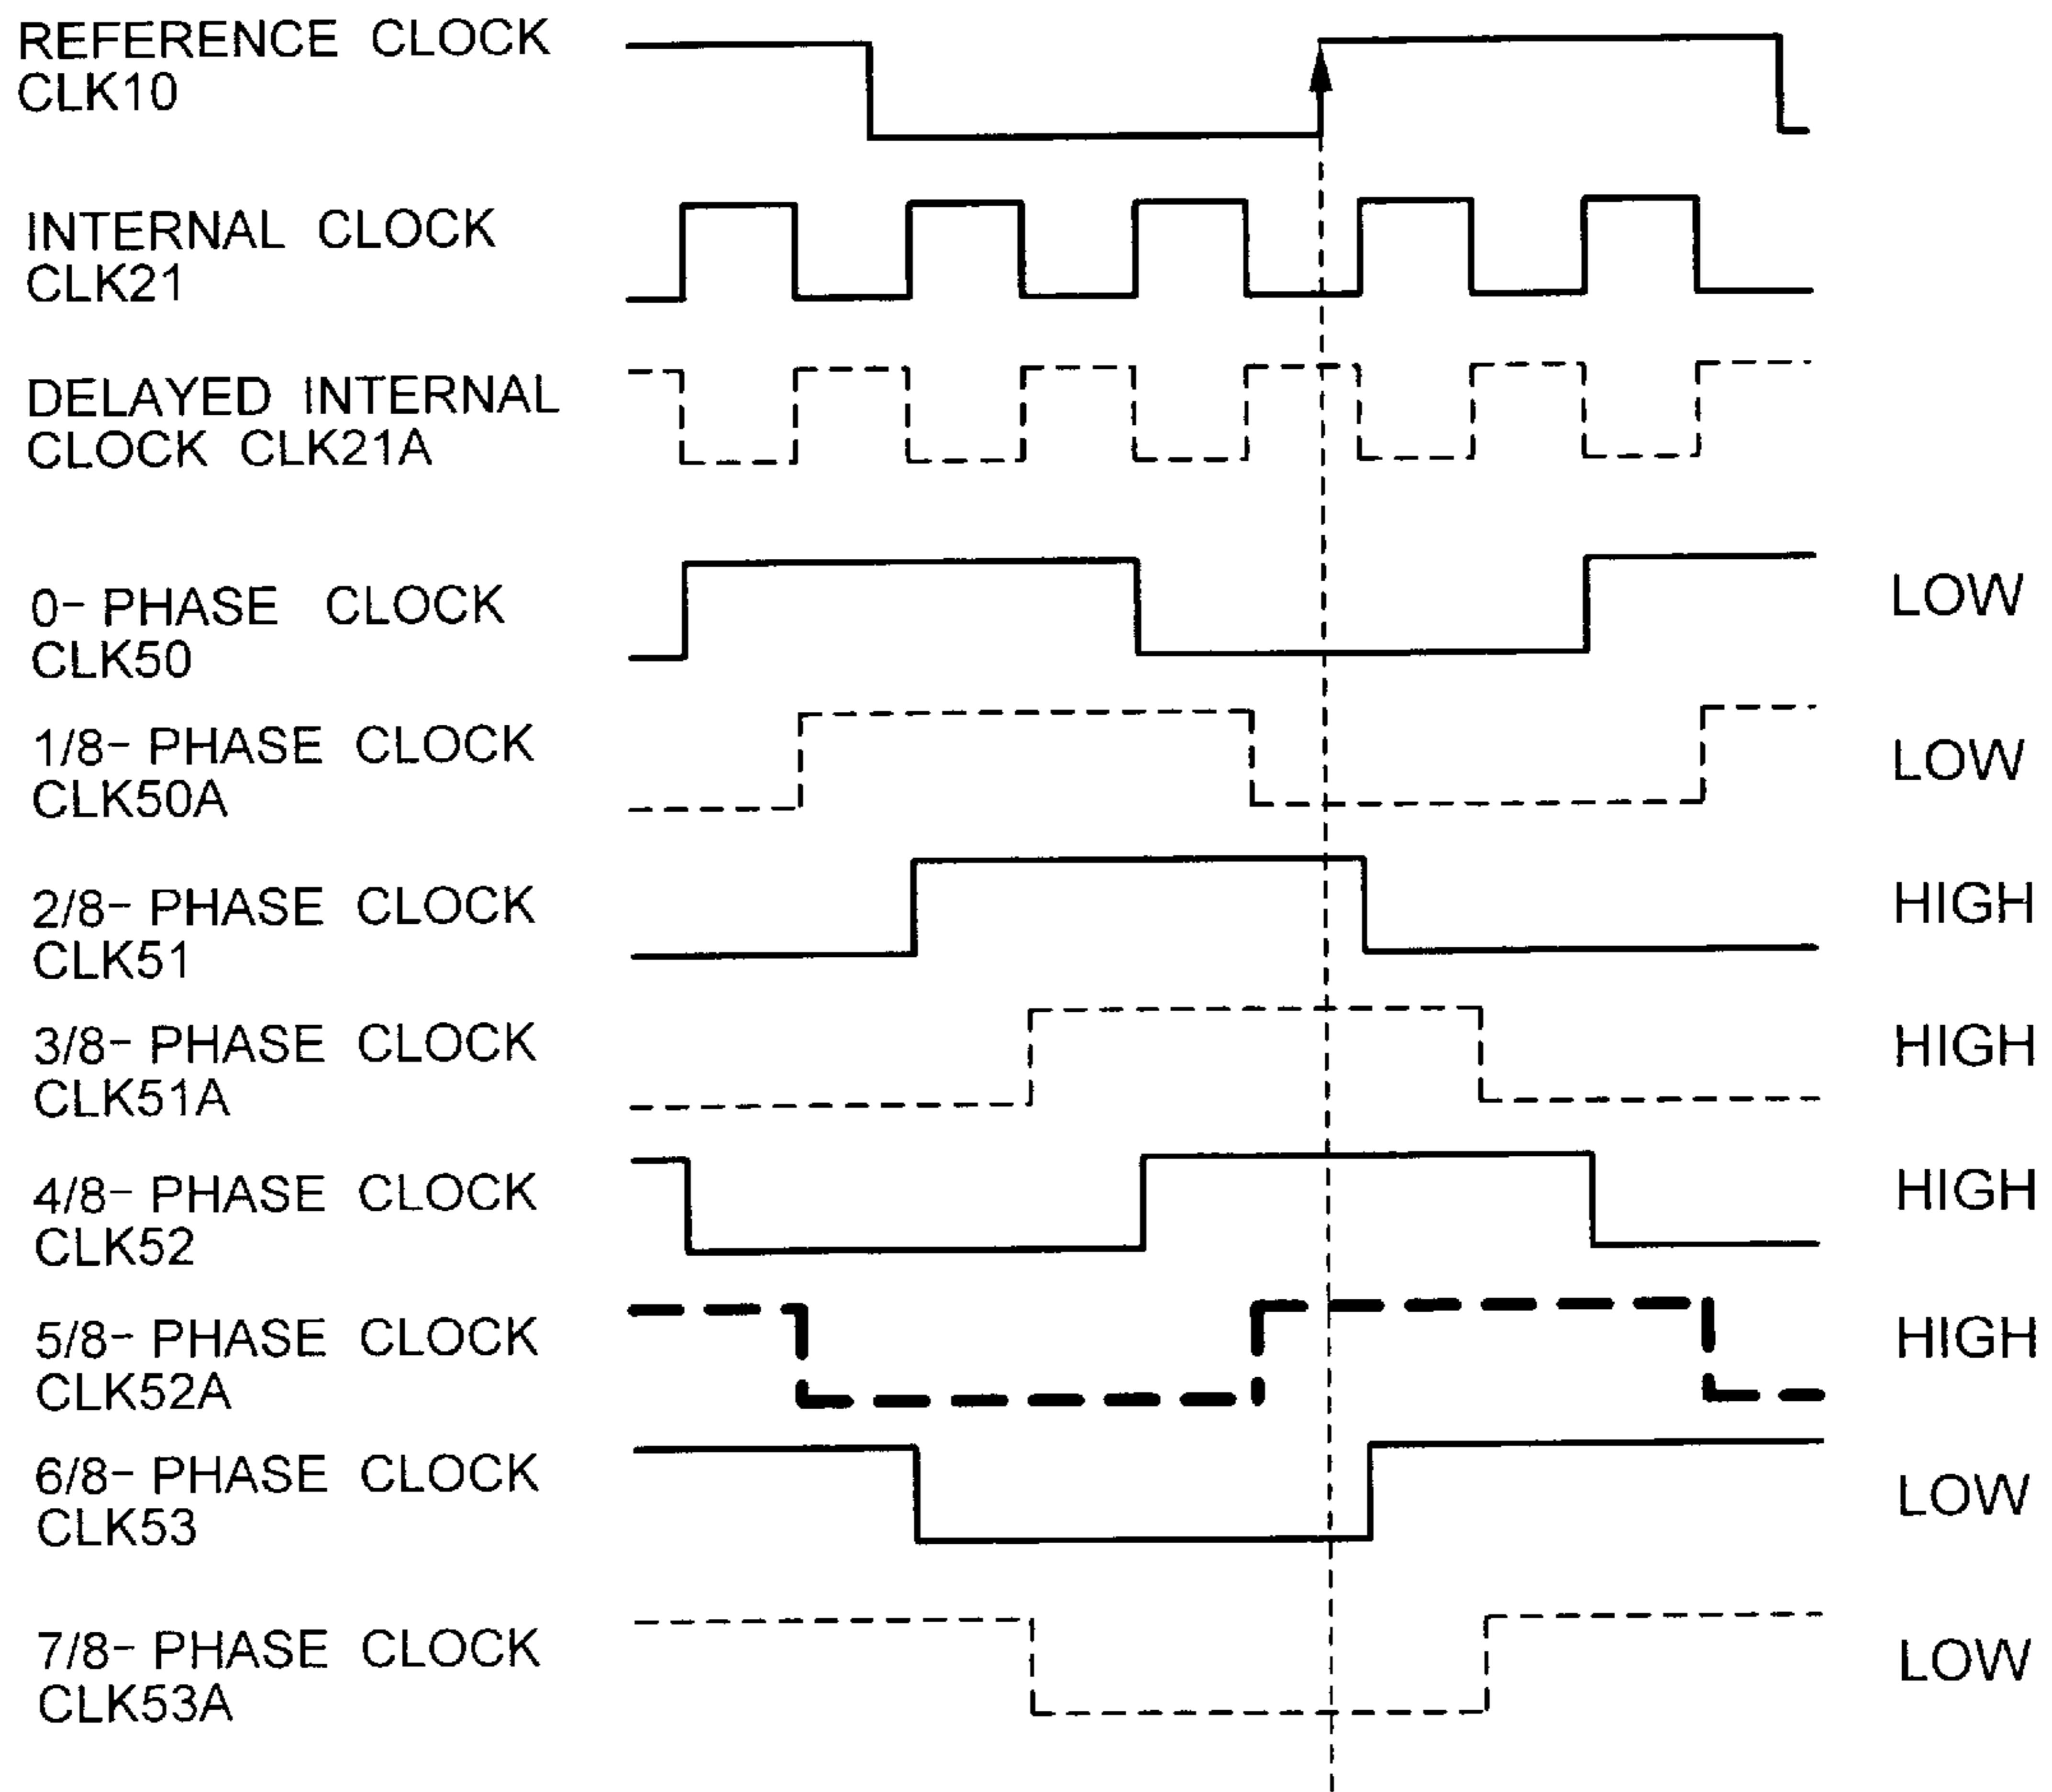 REFERENCE CLOCK
CLK10
INTERNAL CLOCK
CLK21
DELAYED INTERNAL
CLOCK CLK21A
0- PHASE CLOCK
CLK50
LOW
1/8- PHASE CLOCK
CLK50A
LOW
2/8- PHASE CLOCK
CLK51
HIGH
3/8- PHASE CLOCK
CLK51A
HIGH
4/8- PHASE CLOCK
CLK52
HIGH
5/8- PHASE CLOCK
CLK52A
HIGH
6/8- PHASE CLOCK
CLK53
LOW
7/8- PHASE CLOCK
CLK53A
LOW